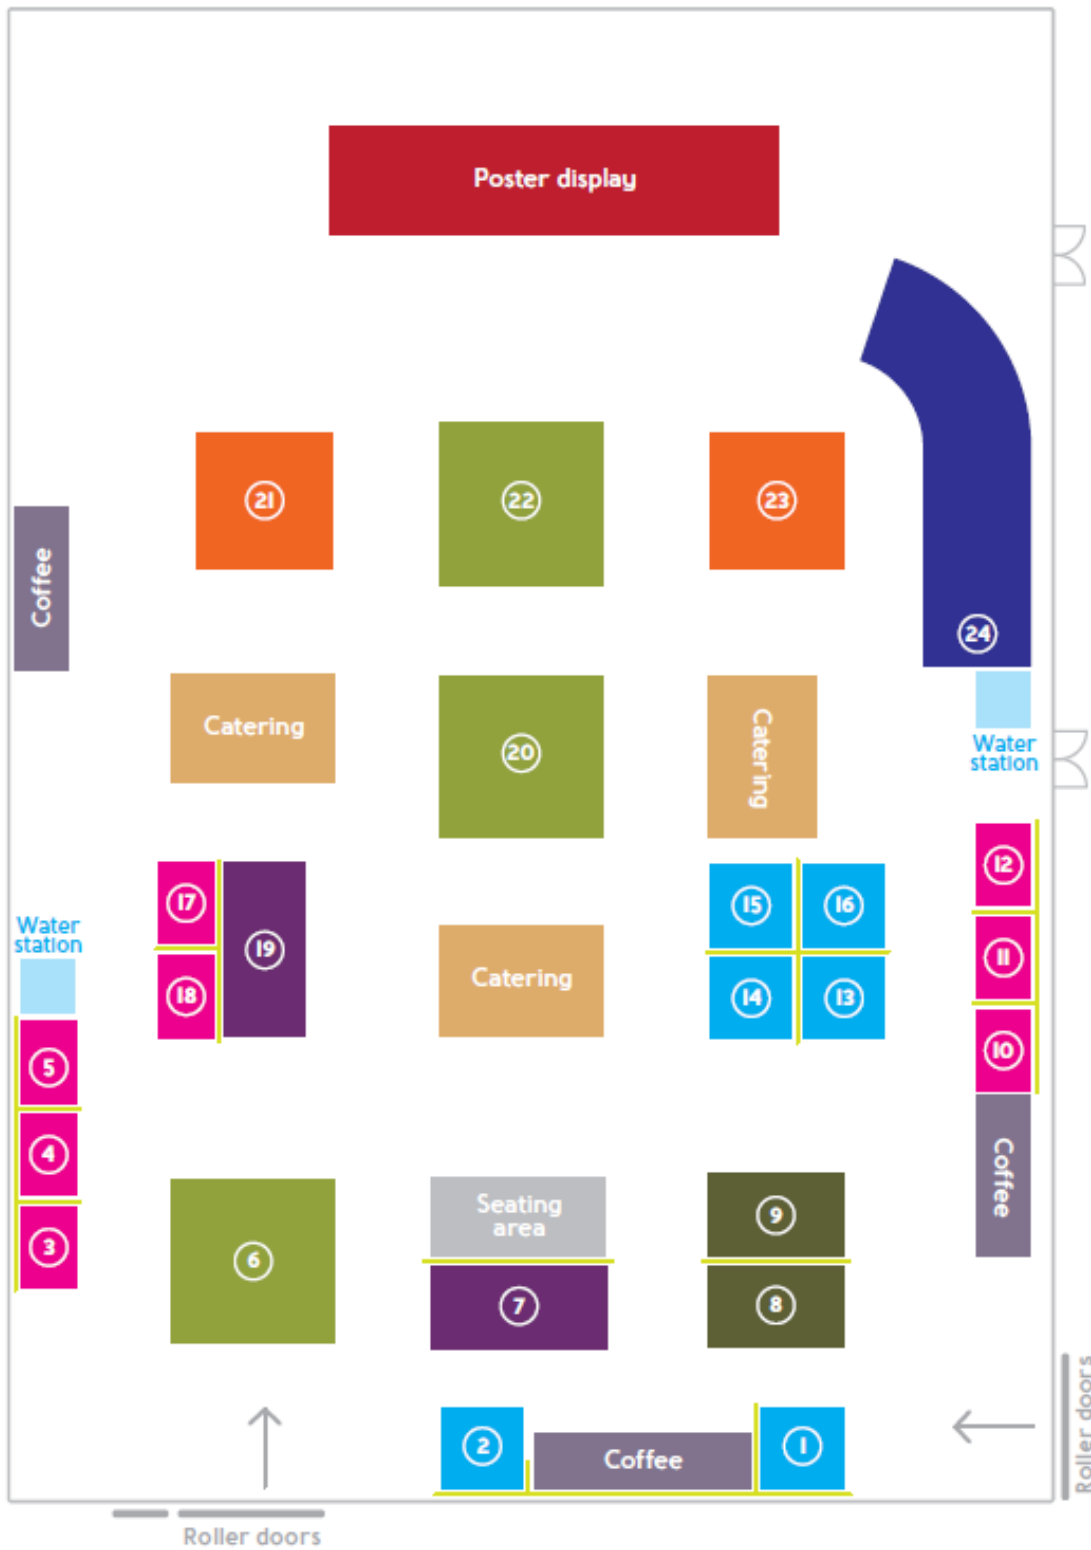 Poster display
21
22
23
Coffee
24
Catering
20
Catering
Water
station
12
17
15
16
19
11
Water
station
18
Catering
14
13
10
5
4
Coffee
3
6
Seating
area
9
7
8
2
Coffee
1
Roller doors
Roller doors